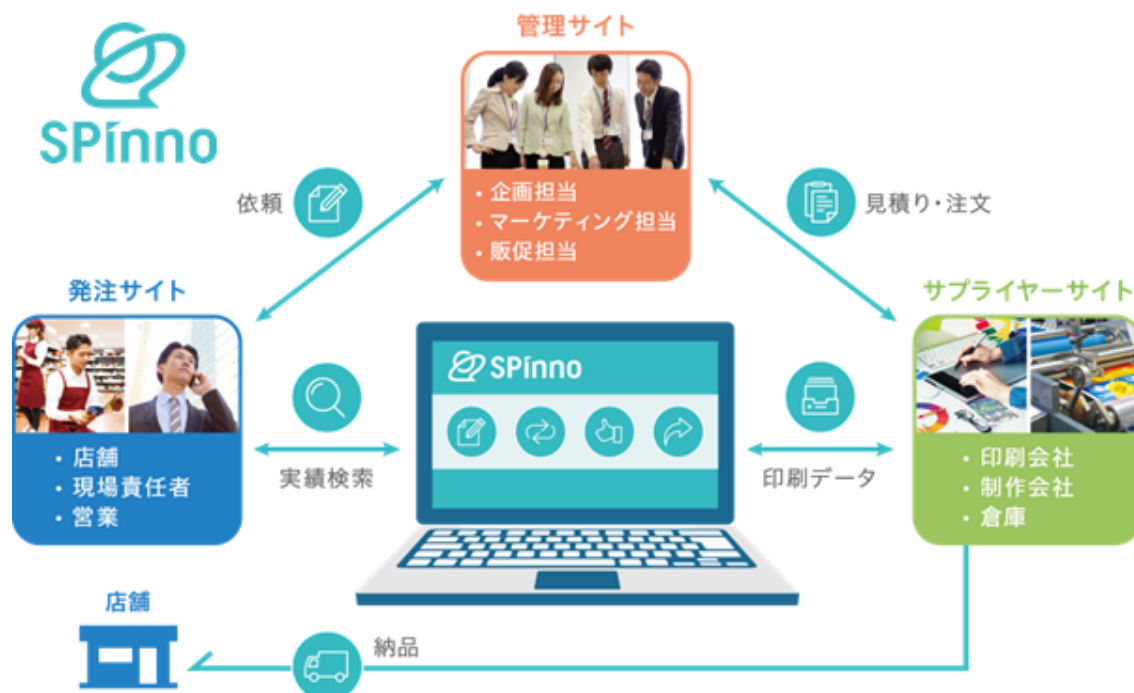 SPinno
管理サイト
・企画担当
・マーケティング担当
・販促担当
依頼
見積り・注文
発注サイト
・店舗
・現場責任者
・営業
実績検索
SPinno
印刷データ
サプライヤーサイト
・印刷会社
・制作会社
・倉庫
店舗
納品